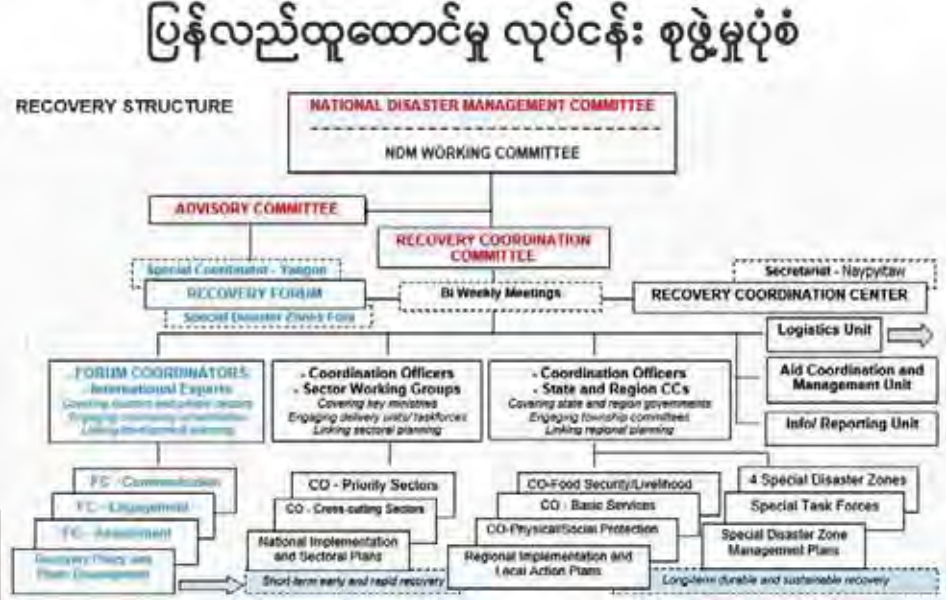 ပြန်လည်ထူထောင်မှု လုပ်ငန်း စုဖွဲ့မှုပုံစံ
RECOVERY STRUCTURE
NATIONAL DISASTER MANAGEMENT COMMITTEE
NDM WORKING COMMITTEE
ADVISORY COMMITTEE
RECOVERY COORDINATION
COMMITTEE
Special Coordinator - Yangon
RECOVERY FORUM
Special Disaster Zones Fora
Bi Weekly Meetings
Secretariat - Naypyitaw
RECOVERY COORDINATION CENTER
Logistics Unit
Aid Coordination and
Management Unit
Info/ Reporting Unit
- FORUM COORDINATORS
- International Experts
Linking development planning
- Coordination Officers
- Sector Working Groups
Covering key ministries
Engaging delivery units/ taskforces
Linking sectoral planning
- Coordination Officers
- State and Region CCs
Covering state and region governments
Engaging township committees
Linking regional planning
FC - Communication
FC - Engagement
FC - Assessment
Recovery Policy and
CO - Priority Sectors
CO - Cross-cutting Sectors
National Implementation
and Sectoral Plans
CO-Food Security/Livelihood
CO - Basic Services
CO-Physical/Social Protection
Regional Implementation and
Local Action Plans
4 Special Disaster Zones
Special Task Forces
Special Disaster Zone
Management Plans
Short-term early and rapid recovery
Long-term durable and sustainable recovery